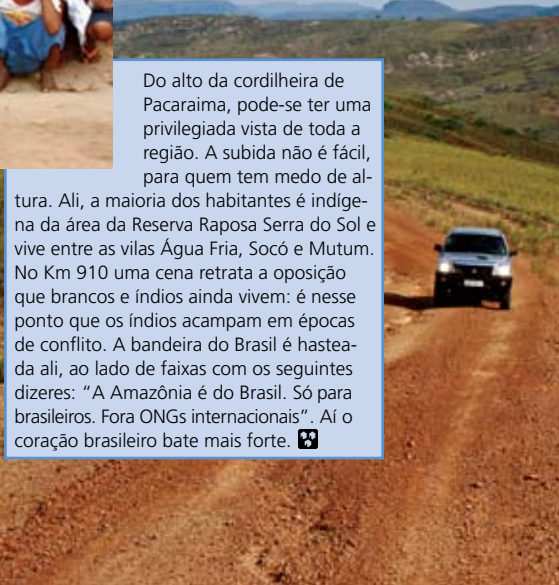 Do alto da cordilheira de
Pacaraima, pode-se ter uma
privilegiada vista de toda a
região. A subida não é fácil,
para quem tem medo de al-
tura. Ali, a maioria dos habitantes é indíge-
na da área da Reserva Raposa Serra do Sol e
vive entre as vilas Água Fria, Socó e Mutum.
No Km 910 uma cena retrata a oposição
que brancos e índios ainda vivem: é nesse
ponto que os índios acampam em épocas
de conflito. A bandeira do Brasil é hastea-
da ali, ao lado de faixas com os seguintes
dizeres: “A Amazônia é do Brasil. Só para
brasileiros. Fora ONGs internacionais”. Aí o
coração brasileiro bate mais forte.